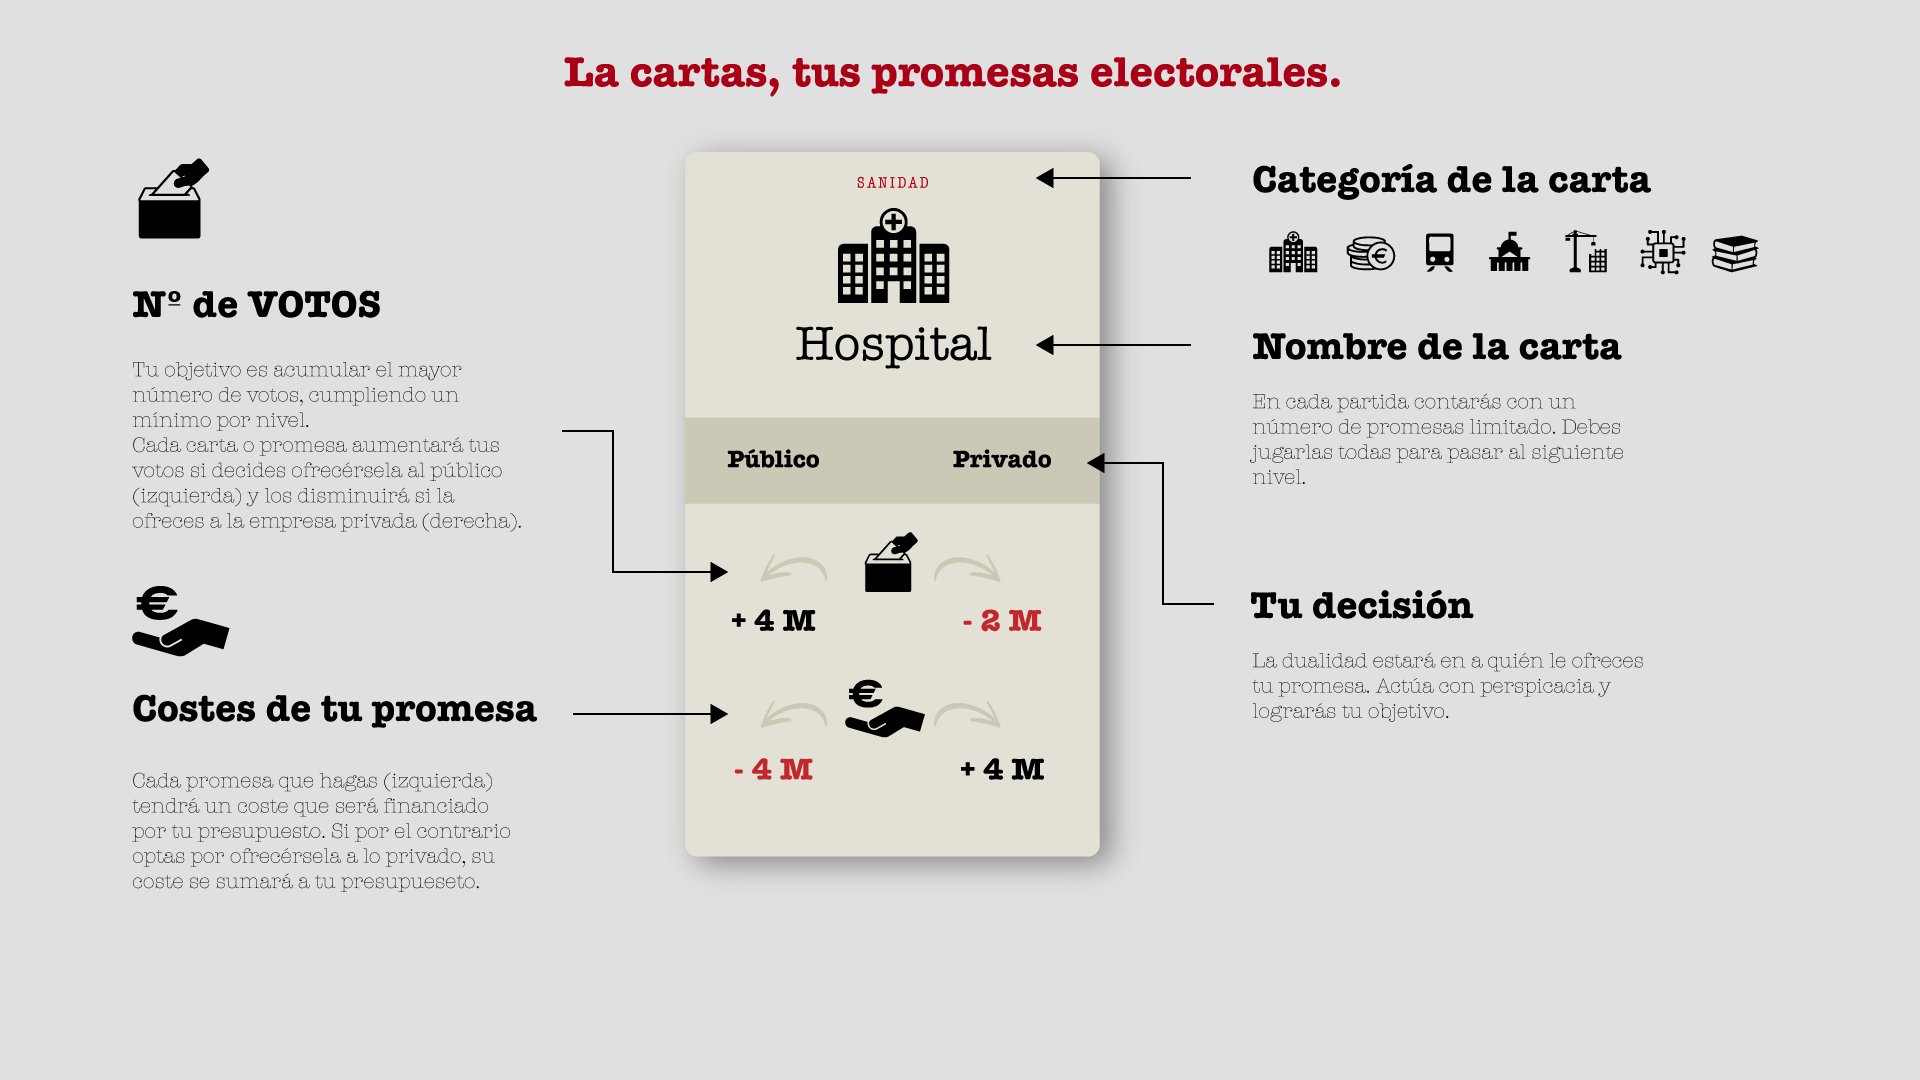 La cartas, tus promesas electorales.
Nº de VOTOS
Tu objetivo es acumular el mayor
número de votos, cumpliendo un
mínimo por nivel.
Cada carta o promesa aumentará tus
votos si decides ofrecérsela al público
(izquierda) y los disminuirá si la
ofreces a la empresa privada (derecha).
€
Costes de tu promesa
Cada promesa que hagas (izquierda)
tendrá un coste que será financiado
por tu presupuesto. Si por el contrario
optas por ofrecérsela a lo privado, su
coste se sumará a tu presupueseto.
SANIDAD
Hospital
Público Privado
+ 4 M - 2 M
€
- 4 M + 4 M
Categoría de la carta
€
Nombre de la carta
En cada partida contarás con un
número de promesas limitado. Debes
jugarlas todas para pasar al siguiente
nivel.
Tu decisión
La dualidad estará en a quién le ofreces
tu promesa. Actúa con perspicacia y
lograrás tu objetivo.